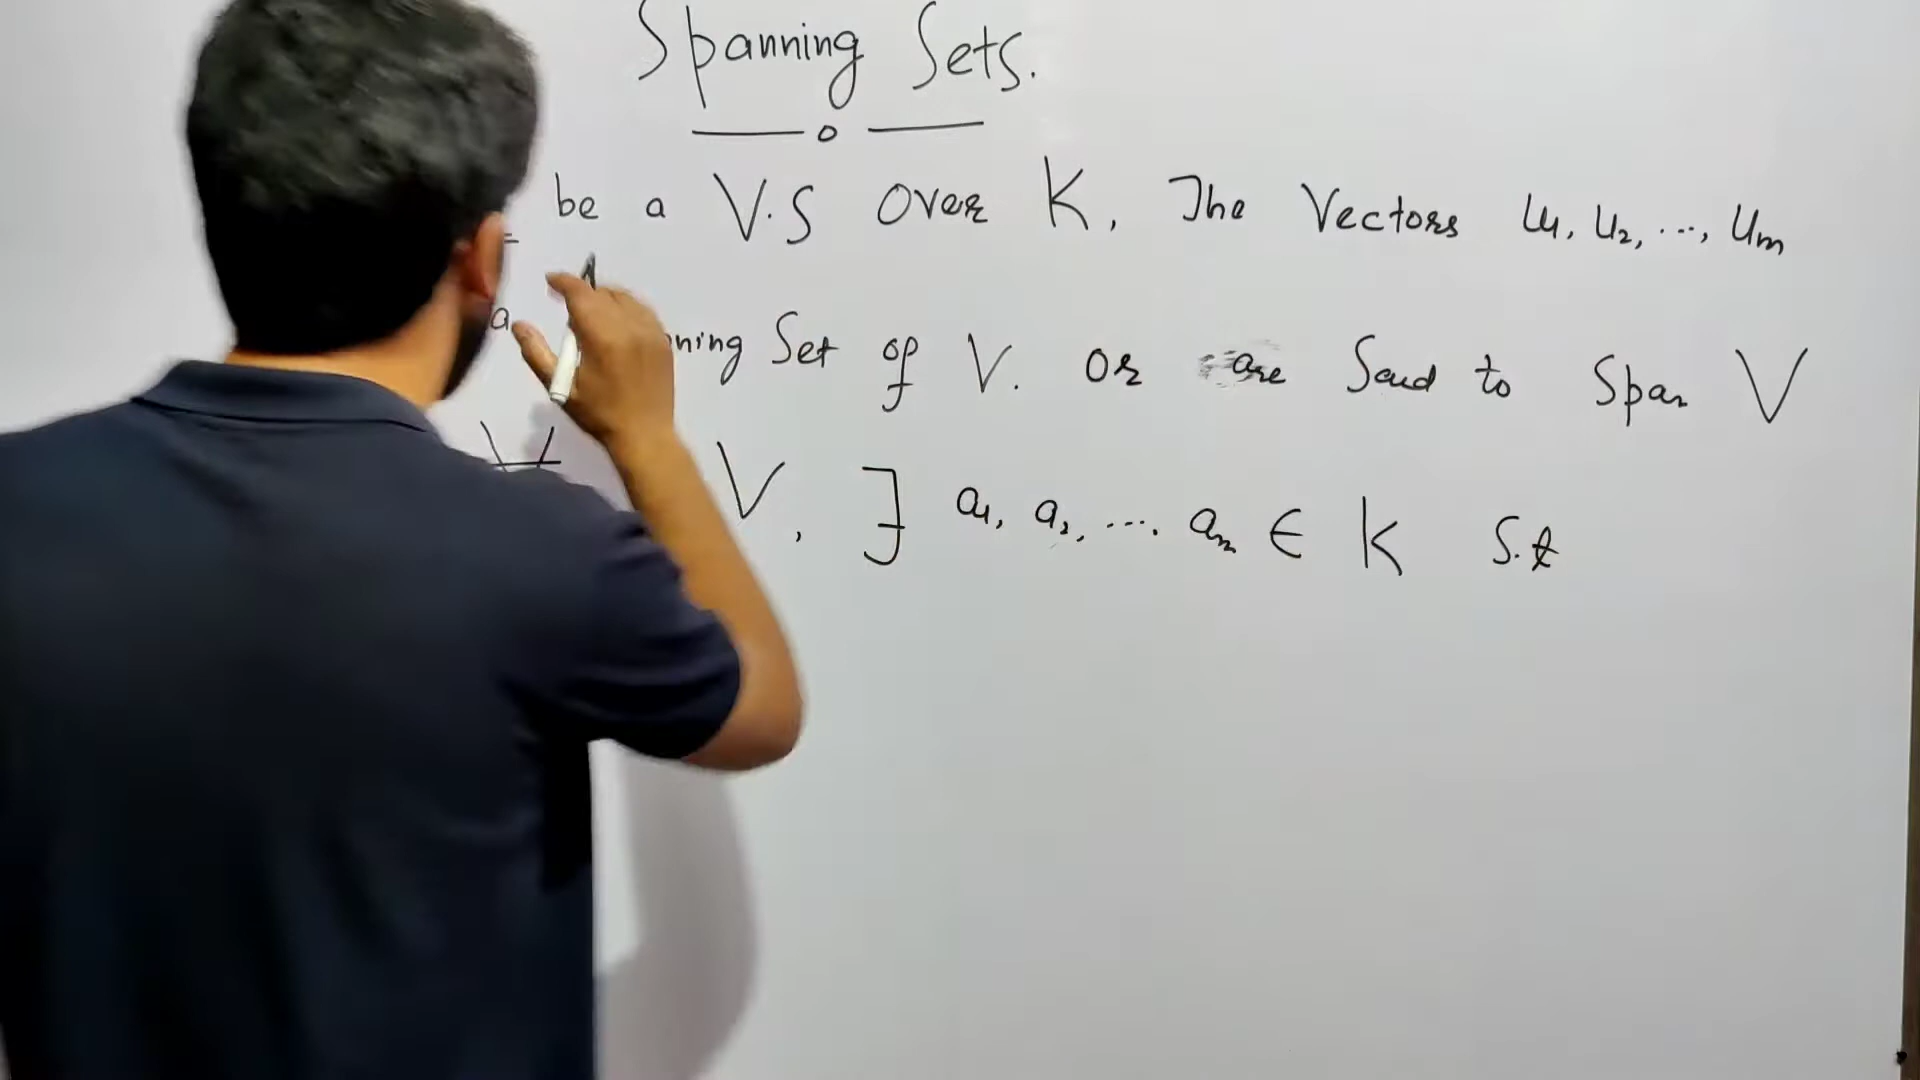 Spanning Sets.
be a V.S over K, The Vectors u1, u2, ..., um
a Set of V. or are Said to Span V
∀ V, ∃ a1, a2, .... am ∈ K s.t